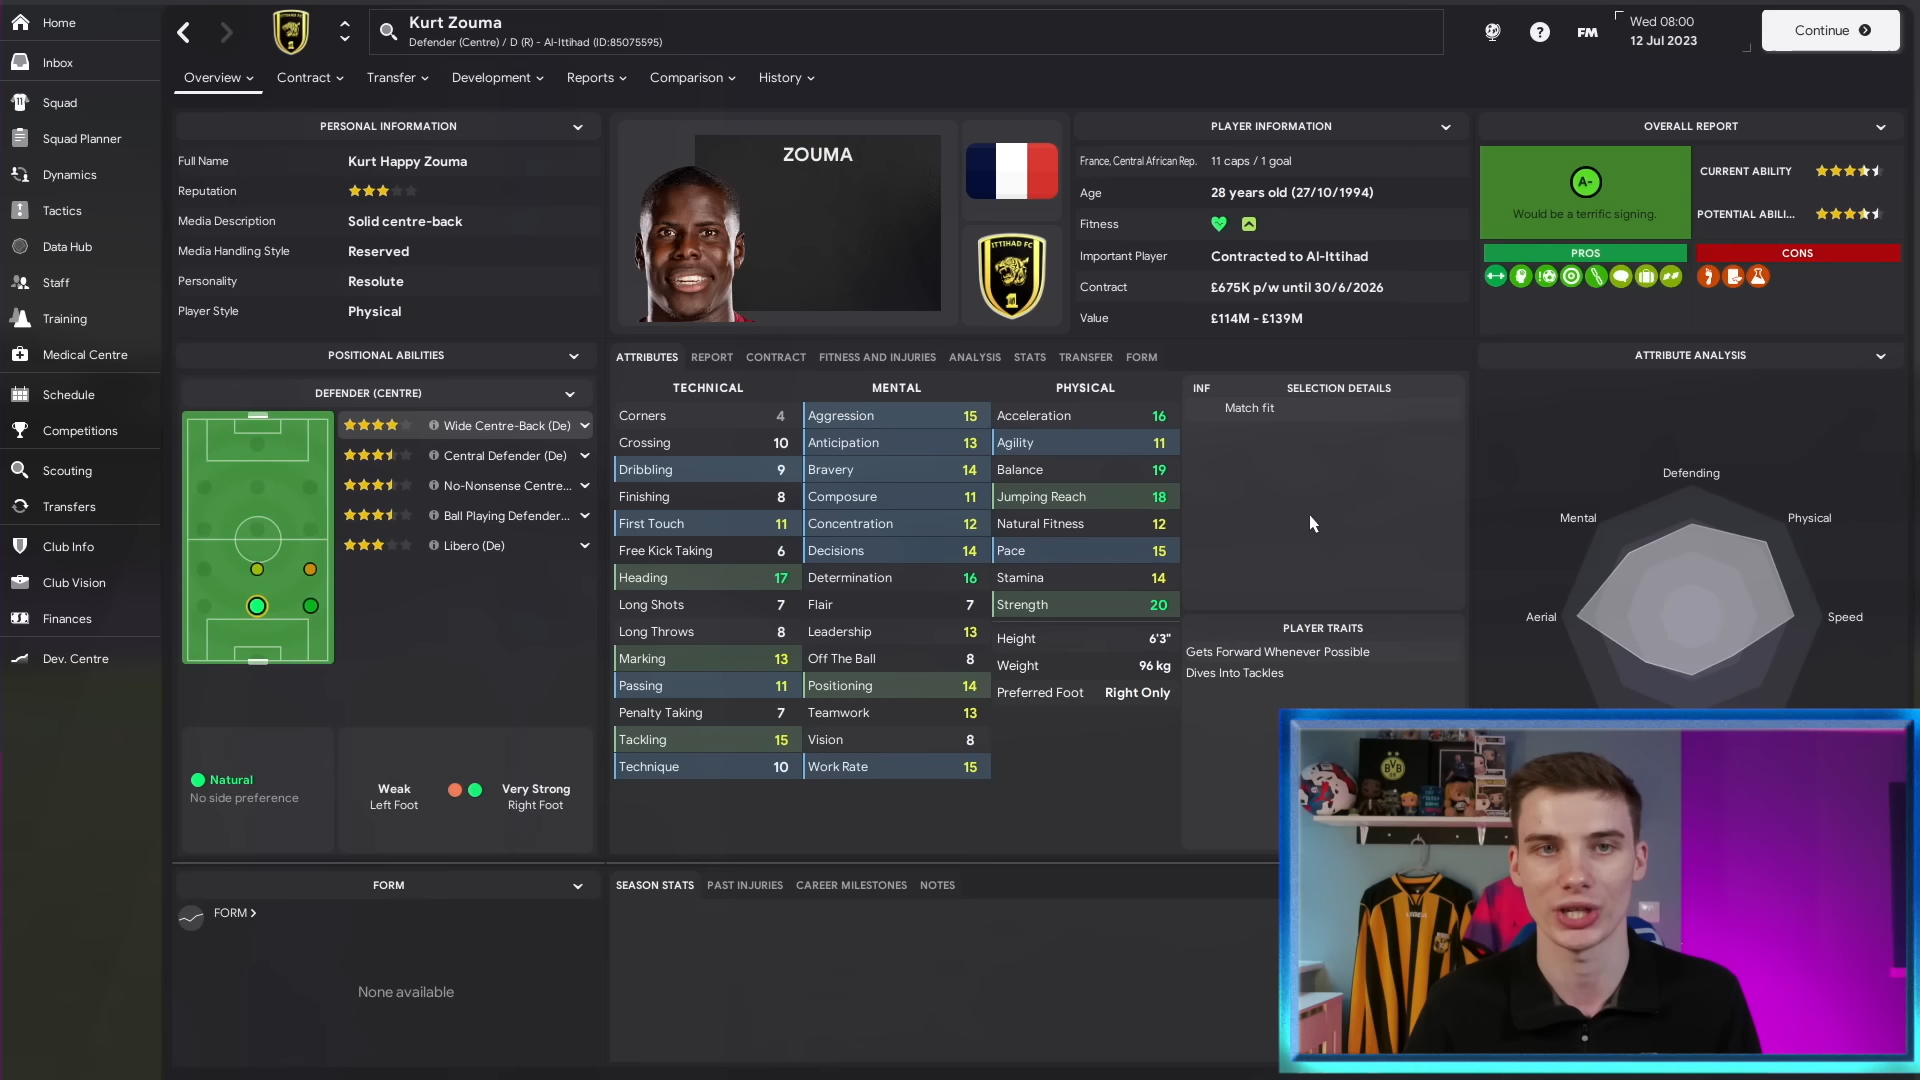 Home
Inbox
Squad
Squad Planner
Dynamics
Tactics
Data Hub
Staff
Training
Medical Centre
Schedule
Competitions
Scouting
Transfers
Club Info
Club Vision
Finances
Dev. Centre
Kurt Zouma
Defender (Centre) / D (R) - Al-Ittihad (ID:85075595)
FM
Wed 08:00
12 Jul 2023
Continue
Overview
Contract
Transfer
Development
Reports
Comparison
History
PERSONAL INFORMATION
Full Name Kurt Happy Zouma
Reputation
Media Description Solid centre-back
Media Handling Style Reserved
Personality Resolute
Player Style Physical
ZOUMA
ITTIHAD FC
PLAYER INFORMATION
France, Central African Rep. 11 caps / 1 goal
Age 28 years old (27/10/1994)
Fitness
Important Player Contracted to Al-Ittihad
Contract £675K p/w until 30/6/2026
Value £114M - £139M
OVERALL REPORT
A-
Would be a terrific signing.
CURRENT ABILITY
POTENTIAL ABILI...
PROS
CONS
POSITIONAL ABILITIES
DEFENDER (CENTRE)
Wide Centre-Back (De)
Central Defender (De)
No-Nonsense Centre...
Ball Playing Defender...
Libero (De)
Natural
No side preference
Weak
Left Foot
Very Strong
Right Foot
ATTRIBUTES REPORT CONTRACT FITNESS AND INJURIES ANALYSIS STATS TRANSFER FORM
TECHNICAL
Corners 4
Crossing 10
Dribbling 9
Finishing 8
First Touch 11
Free Kick Taking 6
Heading 17
Long Shots 7
Long Throws 8
Marking 13
Passing 11
Penalty Taking 7
Tackling 15
Technique 10
MENTAL
Aggression 15
Anticipation 13
Bravery 14
Composure 11
Concentration 12
Decisions 14
Determination 16
Flair 7
Leadership 13
Off The Ball 8
Positioning 14
Teamwork 13
Vision 8
Work Rate 15
PHYSICAL
Acceleration 16
Agility 11
Balance 19
Jumping Reach 18
Natural Fitness 12
Pace 15
Stamina 14
Strength 20
Height 6'3"
Weight 96 kg
Preferred Foot Right Only
INF SELECTION DETAILS
Match fit
PLAYER TRAITS
Gets Forward Whenever Possible
Dives Into Tackles
ATTRIBUTE ANALYSIS
Defending
Mental
Physical
Aerial
Speed
FORM
FORM
None available
SEASON STATS PAST INJURIES CAREER MILESTONES NOTES
BVB